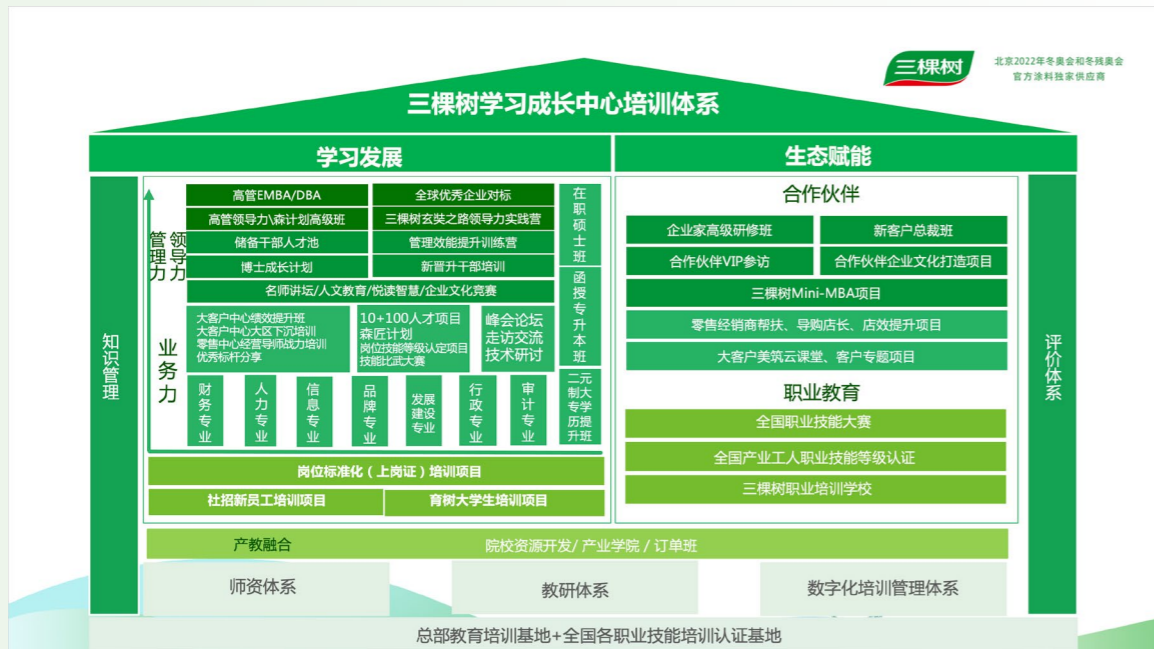 三棵树
北京2022年冬奥会和冬残奥会
官方涂料独家供应商
三棵树学习成长中心培训体系
学习发展
生态赋能
知识管理
领导力
管理力
高管EMBA/DBA
全球优秀企业对标
高管领导力\森计划高级班
三棵树玄奘之路领导力实践营
储备干部人才池
管理效能提升训练营
博士成长计划
新晋升干部培训
名师讲坛/人文教育/悦读智慧/企业文化竞赛
业务力
大客户中心绩效提升班
大客户中心大区下沉培训
零售中心经营导师战力培训
优秀标杆分享
10+100人才项目
森匠计划
岗位技能等级认定项目
技能比武大赛
峰会论坛
走访交流
技术研讨
财务专业
人力专业
信息专业
品牌专业
发展
建设
专业
行政专业
审计专业
在职硕士班
函授专升本班
二元
制大
专学
历提
升班
岗位标准化（上岗证）培训项目
社招新员工培训项目
育树大学生培训项目
合作伙伴
企业家高级研修班
新客户总裁班
合作伙伴VIP参访
合作伙伴企业文化打造项目
三棵树Mini-MBA项目
零售经销商帮扶、导购店长、店效提升项目
大客户美筑云课堂、客户专题项目
职业教育
全国职业技能大赛
全国产业工人职业技能等级认证
三棵树职业培训学校
评价体系
产教融合
院校资源开发/ 产业学院 / 订单班
师资体系
教研体系
数字化培训管理体系
总部教育培训基地+全国各职业技能培训认证基地